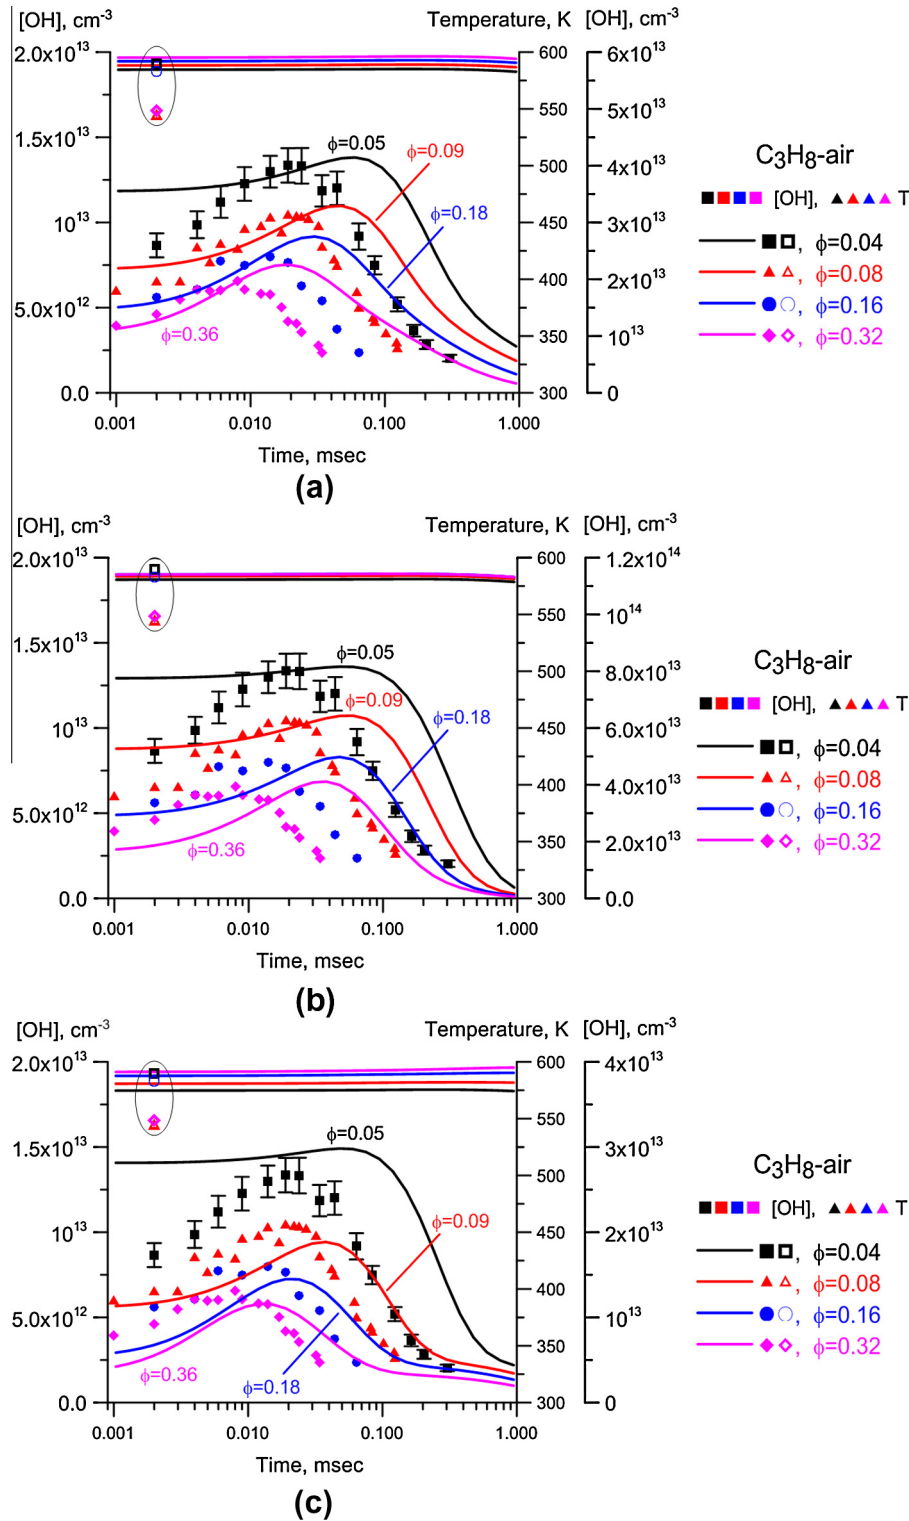 [OH], cm-3 Temperature, K [OH], cm-3
2.0x10^13 600 6x10^13
550 5x10^13
ϕ=0.05
1.5x10^13 ϕ=0.09 500 4x10^13
C3H8-air
[OH], T
ϕ=0.18
10^13 450 3x10^13
, ϕ=0.04
400 2x10^13
, ϕ=0.08
5.0x10^12 , ϕ=0.16
ϕ=0.36 350 10^13
, ϕ=0.32
0.0 300 0
0.001 0.010 0.100 1.000
Time, msec
(a)
[OH], cm-3 Temperature, K [OH], cm-3
2.0x10^13 600 1.2x10^14
550 10^14
ϕ=0.05
1.5x10^13 500 8.0x10^13
C3H8-air
ϕ=0.09
[OH], T
ϕ=0.18
10^13 450 6.0x10^13
, ϕ=0.04
400 4.0x10^13
, ϕ=0.08
5.0x10^12 , ϕ=0.16
ϕ=0.36 350 2.0x10^13
, ϕ=0.32
0.0 300 0.0
0.001 0.010 0.100 1.000
Time, msec
(b)
[OH], cm-3 Temperature, K [OH], cm-3
2.0x10^13 600 4x10^13
550
ϕ=0.05
1.5x10^13 500 3x10^13
C3H8-air
[OH], T
ϕ=0.09
10^13 450 2x10^13
, ϕ=0.04
400
, ϕ=0.08
5.0x10^12 10^13 , ϕ=0.16
350
, ϕ=0.32
ϕ=0.36 ϕ=0.18
0.0 300 0
0.001 0.010 0.100 1.000
Time, msec
(c)